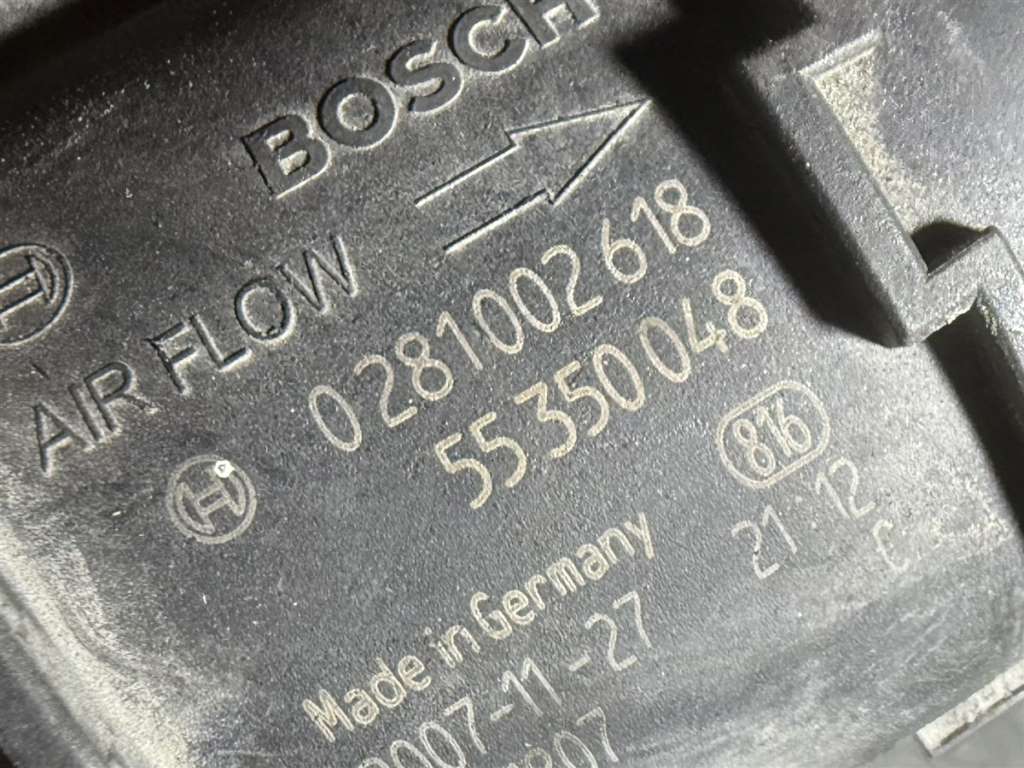 BOSCH
AIR FLOW
0 281 002 618
55 350 048
816
21 12
C
Made in Germany
2007-11-27